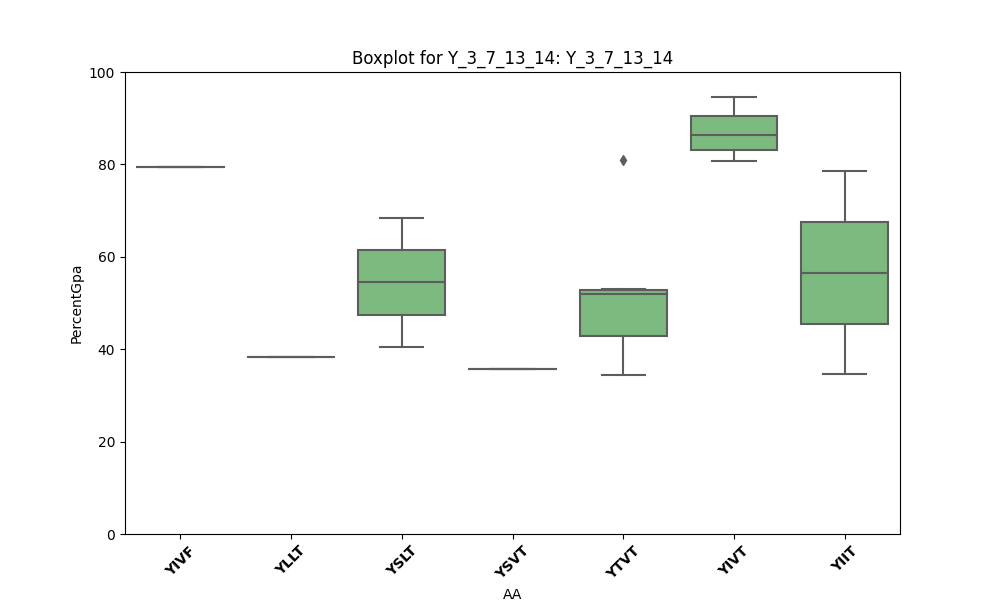 Boxplot for Y_3_7_13_14: Y_3_7_13_14
100
80
60
40
20
0
PercentGpa
YIVF
YLLT
YSLT
YSVT
YTVT
YIVT
YIIT
AA